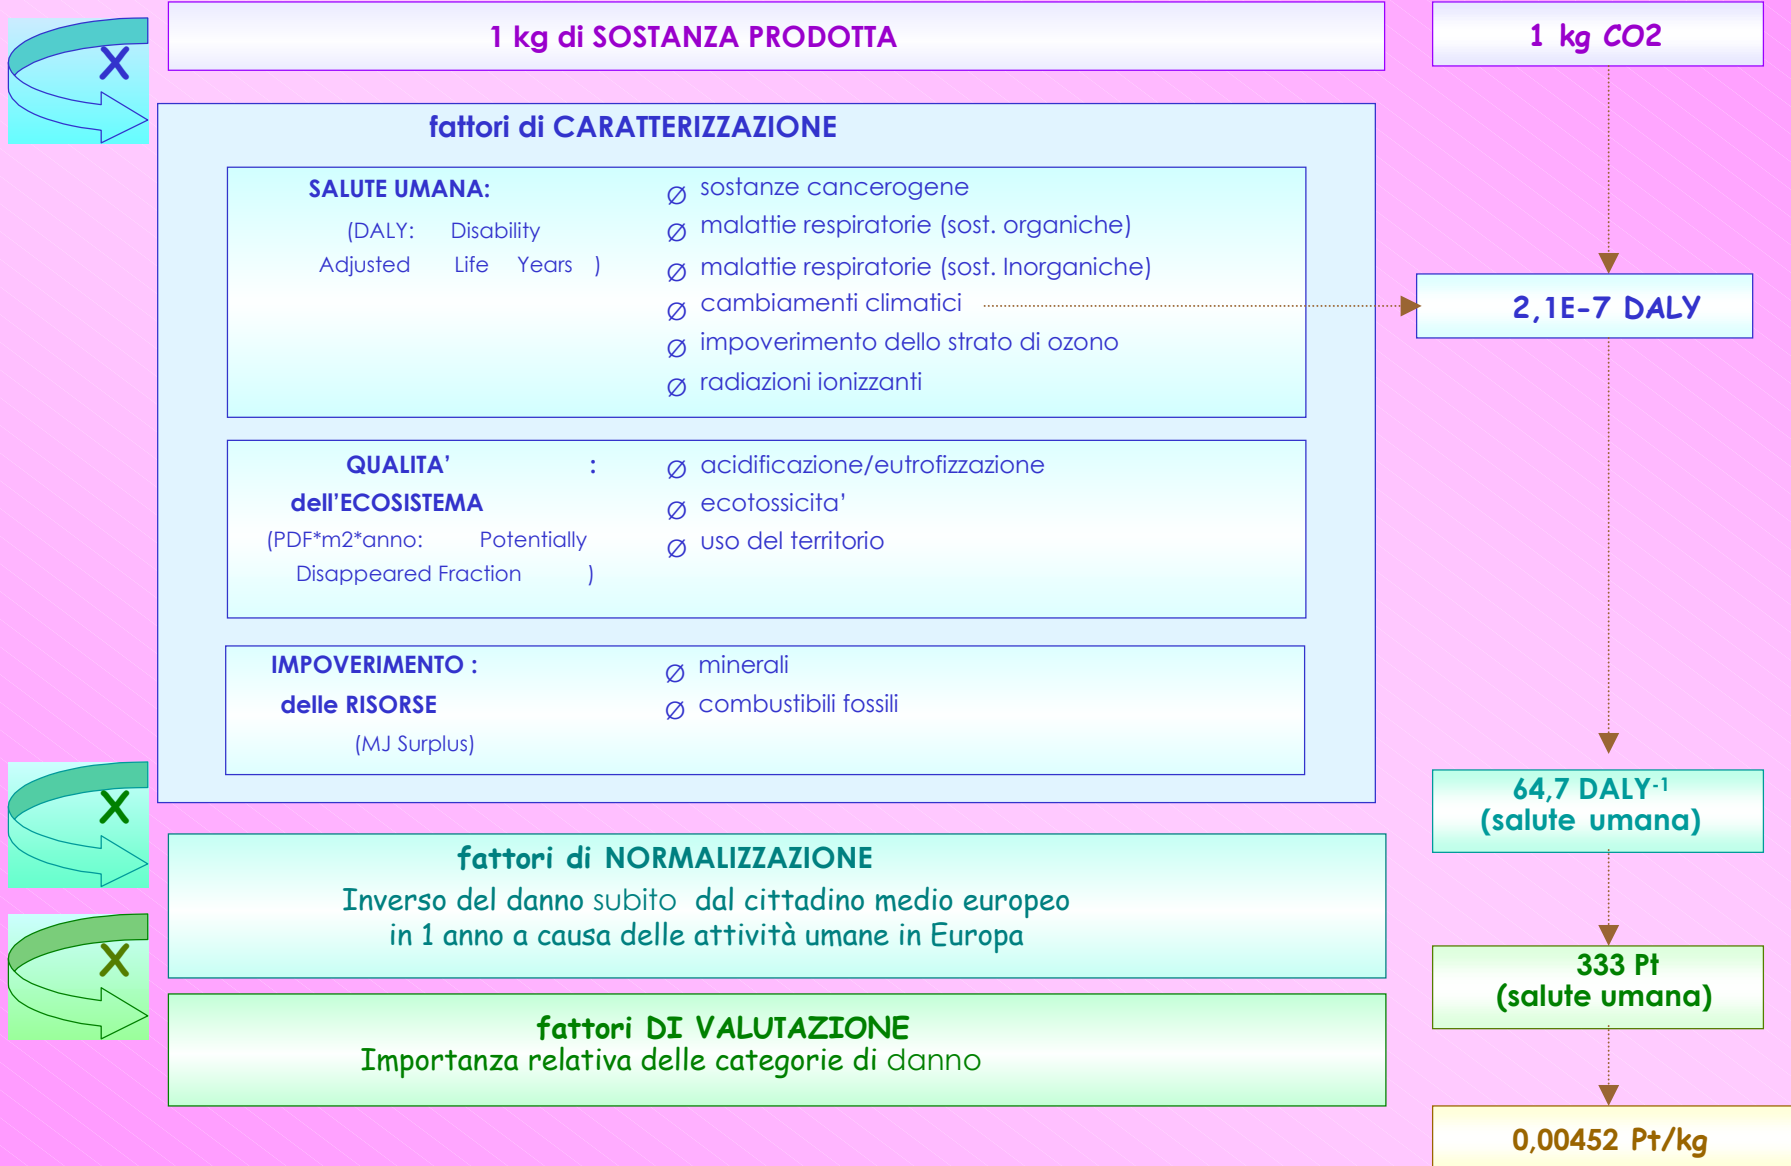 1 kg di SOSTANZA PRODOTTA
1 kg CO2
X
fattori di CARATTERIZZAZIONE
SALUTE UMANA:
(DALY: Disability
Adjusted Life Years )
Ø sostanze cancerogene
Ø malattie respiratorie (sost. organiche)
Ø malattie respiratorie (sost. Inorganiche)
Ø cambiamenti climatici
Ø impoverimento dello strato di ozono
Ø radiazioni ionizzanti
2,1E-7 DALY
QUALITA’ :
dell’ECOSISTEMA
(PDF*m2*anno: Potentially
Disappeared Fraction )
Ø acidificazione/eutrofizzazione
Ø ecotossicita’
Ø uso del territorio
IMPOVERIMENTO :
delle RISORSE
(MJ Surplus)
Ø minerali
Ø combustibili fossili
X
64,7 DALY-1
(salute umana)
fattori di NORMALIZZAZIONE
Inverso del danno subito dal cittadino medio europeo
in 1 anno a causa delle attività umane in Europa
X
333 Pt
(salute umana)
fattori DI VALUTAZIONE
Importanza relativa delle categorie di danno
0,00452 Pt/kg